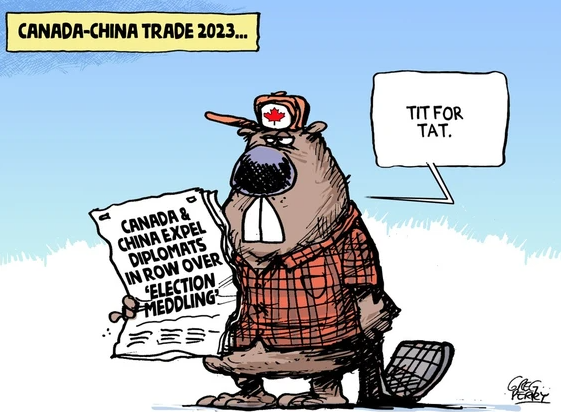 CANADA-CHINA TRADE 2023...
TIT FOR
TAT.
CANADA &
CHINA EXPEL
DIPLOMATS
IN ROW OVER
'ELECTION
MEDDLING'
GREG
PERRY